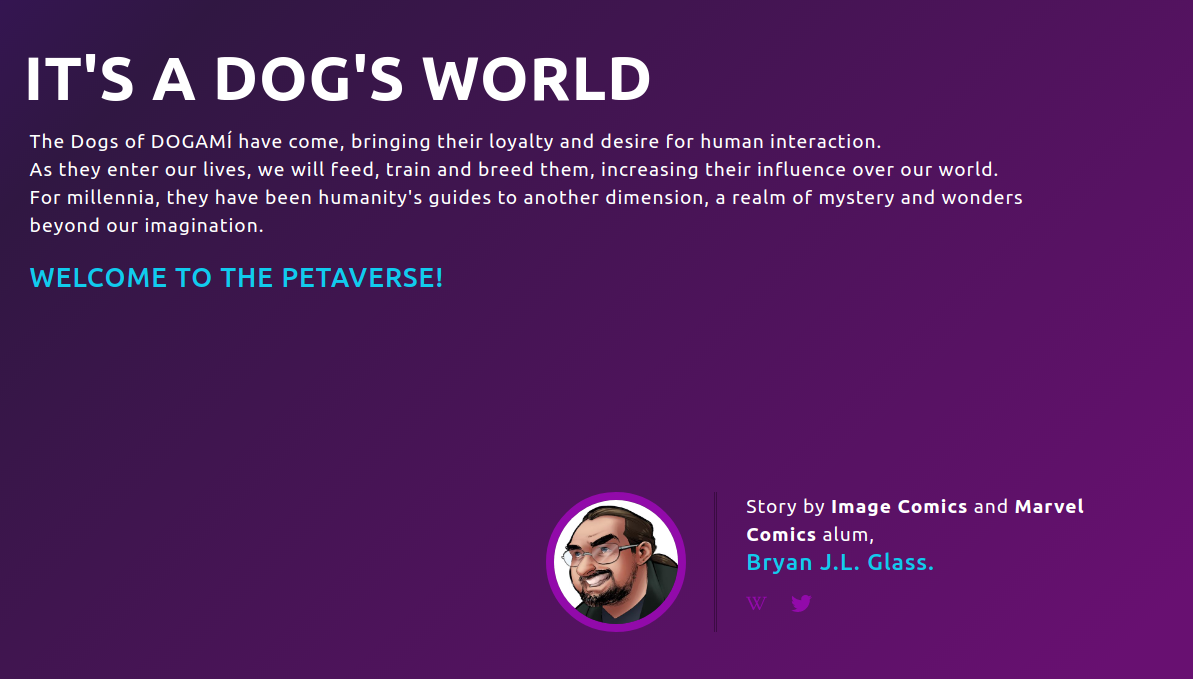 IT'S A DOG'S WORLD
The Dogs of DOGAMÍ have come, bringing their loyalty and desire for human interaction.
As they enter our lives, we will feed, train and breed them, increasing their influence over our world.
For millennia, they have been humanity's guides to another dimension, a realm of mystery and wonders
beyond our imagination.
WELCOME TO THE PETAVERSE!
Story by Image Comics and Marvel
Comics alum,
Bryan J.L. Glass.
W